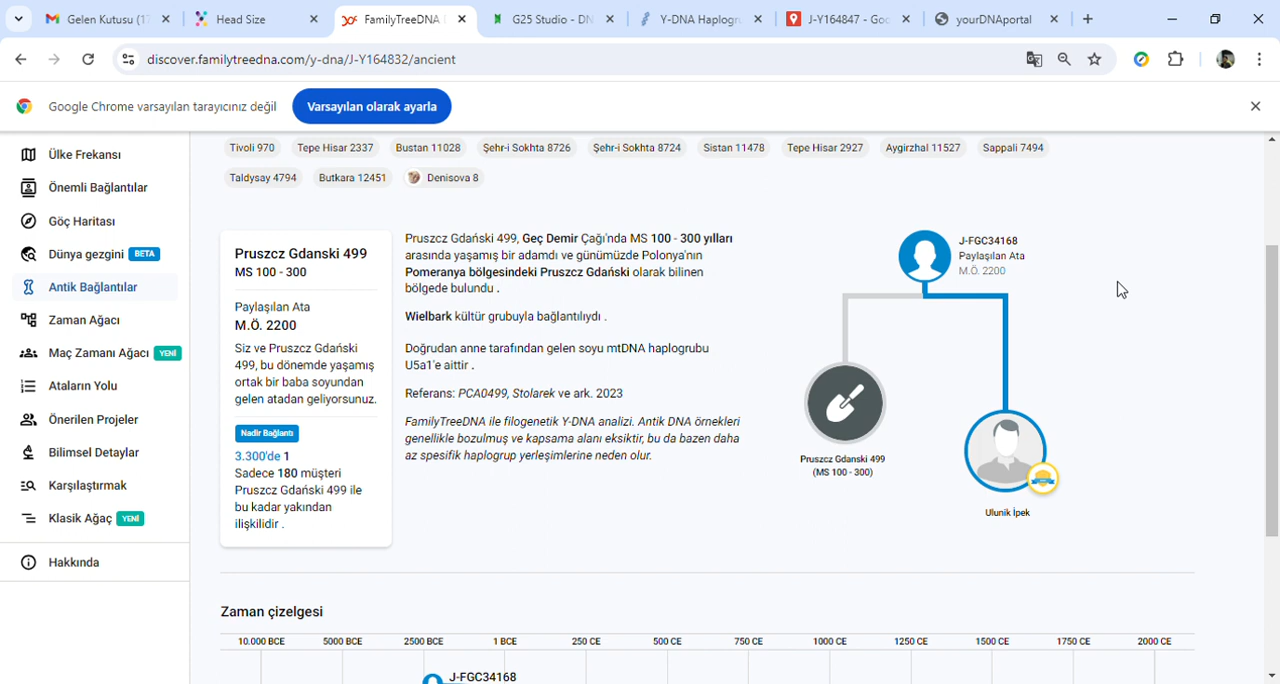 Gelen Kutusu (17
Head Size
FamilyTreeDNA
G25 Studio - DN
Y-DNA Haplogru
J-Y164847 - Goo
yourDNAportal
discover.familytreedna.com/y-dna/J-Y164832/ancient
Google Chrome varsayılan tarayıcınız değil
Varsayılan olarak ayarla
Ülke Frekansı
Önemli Bağlantılar
Göç Haritası
Dünya gezgini BETA
Antik Bağlantılar
Zaman Ağacı
Maç Zamanı Ağacı YENİ
Ataların Yolu
Önerilen Projeler
Bilimsel Detaylar
Karşılaştırmak
Klasik Ağaç YENİ
Hakkında
Tivoli 970
Tepe Hisar 2337
Bustan 11028
Şehr-i Sokhta 8726
Şehr-i Sokhta 8724
Sistan 11478
Tepe Hisar 2927
Aygirzhal 11527
Sappali 7494
Taldysay 4794
Butkara 12451
Denisova 8
Pruszcz Gdanski 499
MS 100 - 300
Paylaşılan Ata
M.Ö. 2200
Siz ve Pruszcz Gdański
499, bu dönemde yaşamış
ortak bir baba soyundan
gelen atadan geliyorsunuz.
Nadir Bağlantı
3.300'de 1
Sadece 180 müşteri
Pruszcz Gdański 499 ile
bu kadar yakından
ilişkilidir .
Pruszcz Gdański 499, Geç Demir Çağı'nda MS 100 - 300 yılları
arasında yaşamış bir adamdı ve günümüzde Polonya'nın
Pomeranya bölgesindeki Pruszcz Gdański olarak bilinen
bölgede bulundu .
Wielbark kültür grubuyla bağlantılıydı .
Doğrudan anne tarafından gelen soyu mtDNA haplogrubu
U5a1'e aittir .
Referans: PCA0499, Stolarek ve ark. 2023
FamilyTreeDNA ile filogenetik Y-DNA analizi. Antik DNA örnekleri
genellikle bozulmuş ve kapsama alanı eksiktir, bu da bazen daha
az spesifik haplogrup yerleşimlerine neden olur.
J-FGC34168
Paylaşılan Ata
M.Ö. 2200
Pruszcz Gdanski 499
(MS 100 - 300)
Ulunik İpek
Zaman çizelgesi
10.000 BCE
5000 BCE
2500 BCE
1 BCE
250 CE
500 CE
750 CE
1000 CE
1250 CE
1500 CE
1750 CE
2000 CE
J-FGC34168